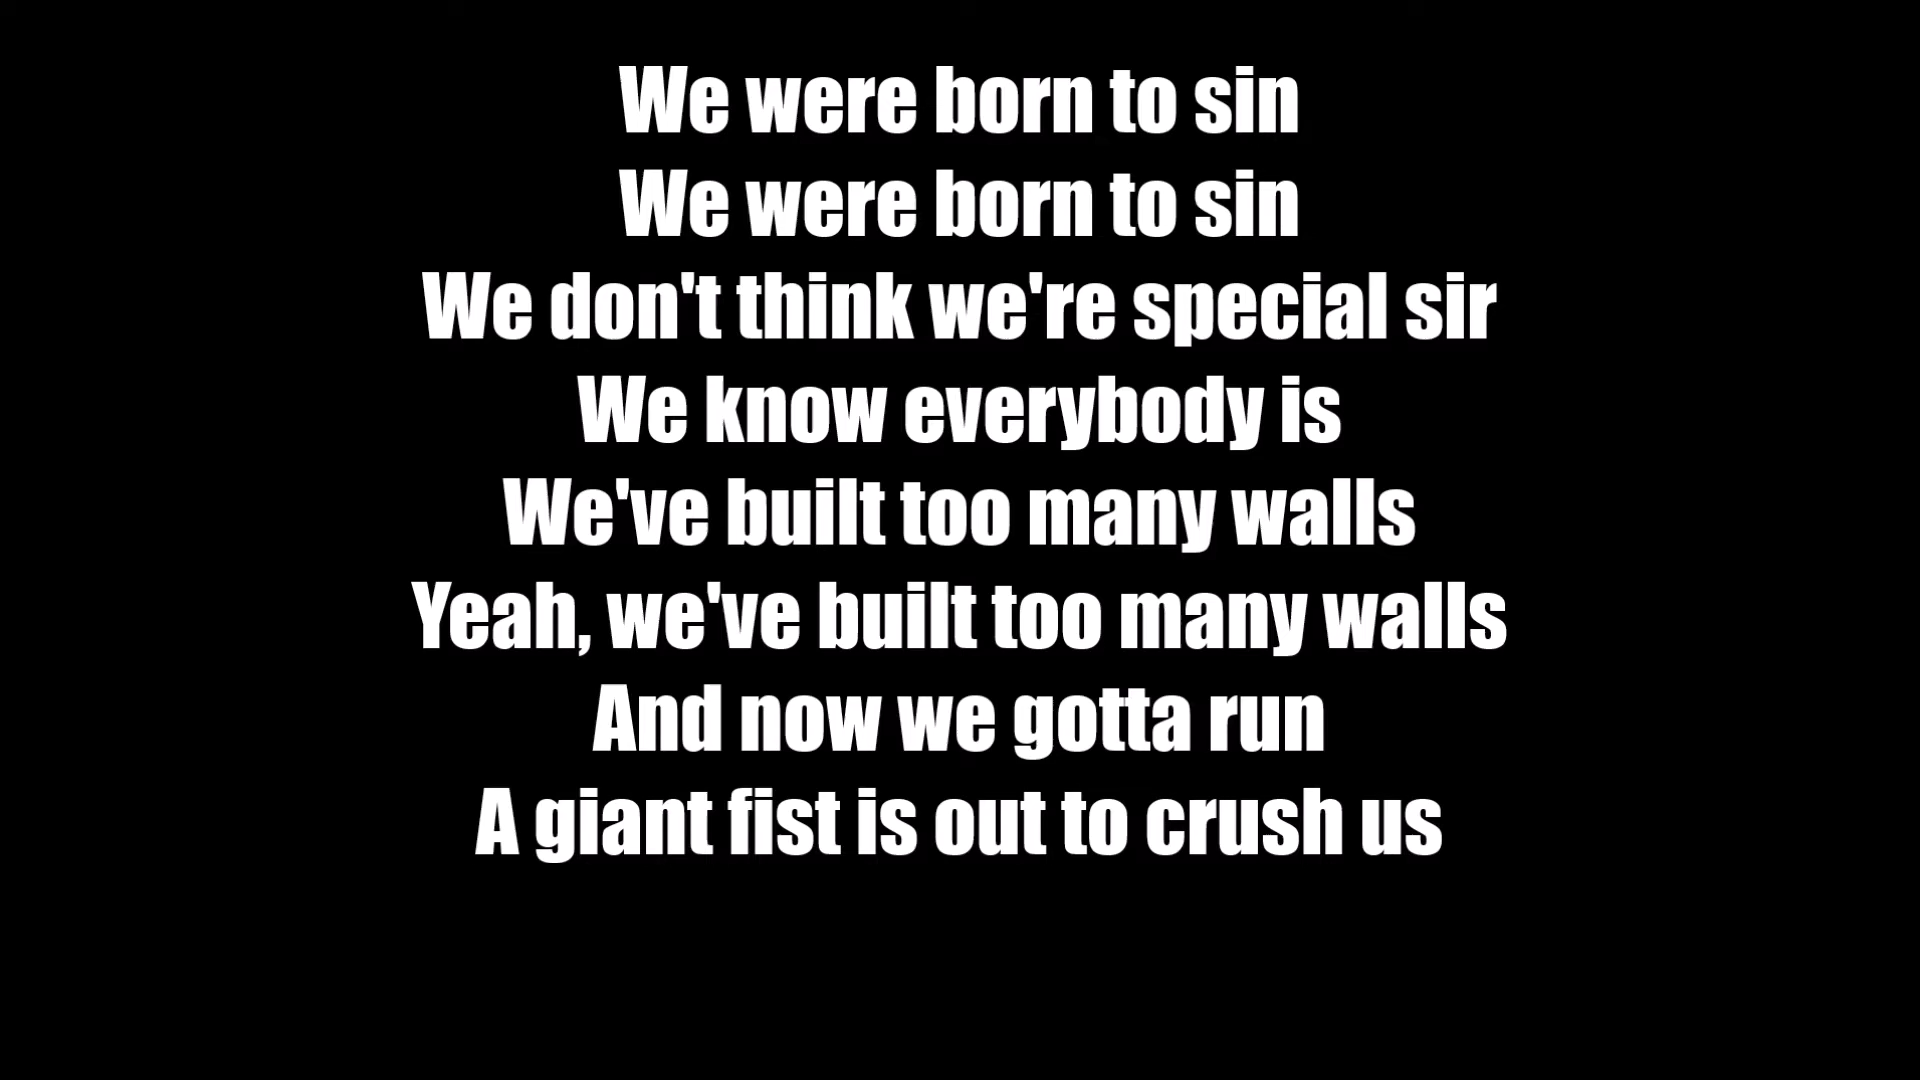 We were born to sin
We were born to sin
We don't think we're special sir
We know everybody is
We've built too many walls
Yeah, we've built too many walls
And now we gotta run
A giant fist is out to crush us